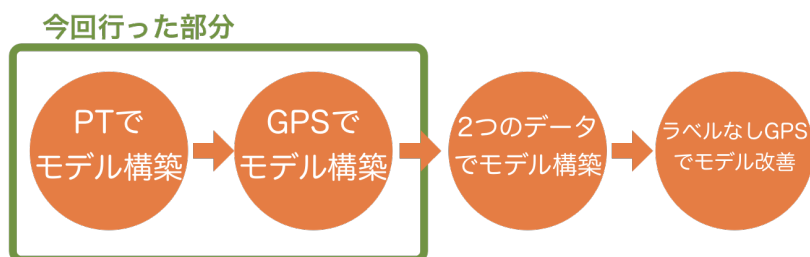 今回行った部分
PTで
モデル構築
GPSで
モデル構築
2つのデータ
でモデル構築
ラベルなしGPS
でモデル改善